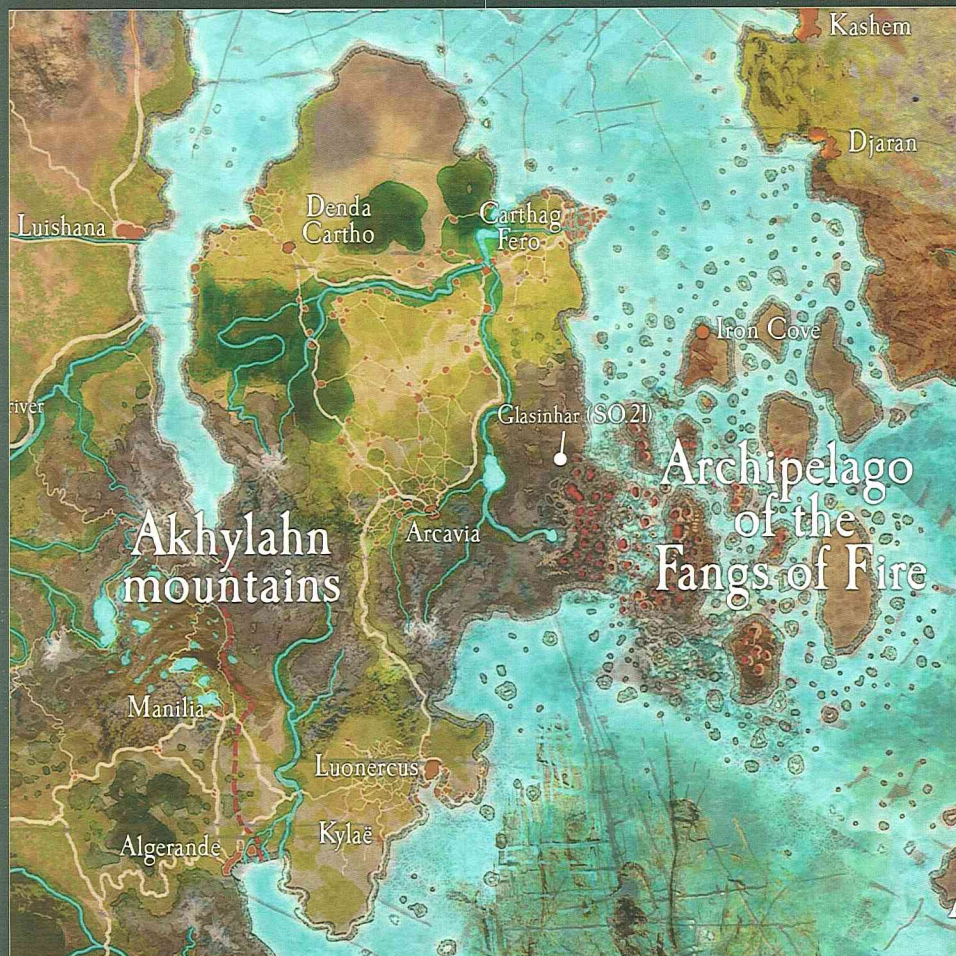 Kashem
Djaran
Luishana
Denda
Cartho
Carthag
Fero
Iron Cove
river
Glasinhar (SO.21)
Archipelago
of the
Fangs of Fire
Arcavia
Akhylahn
mountains
Manilia
Luonercus
Kylaë
Algerande